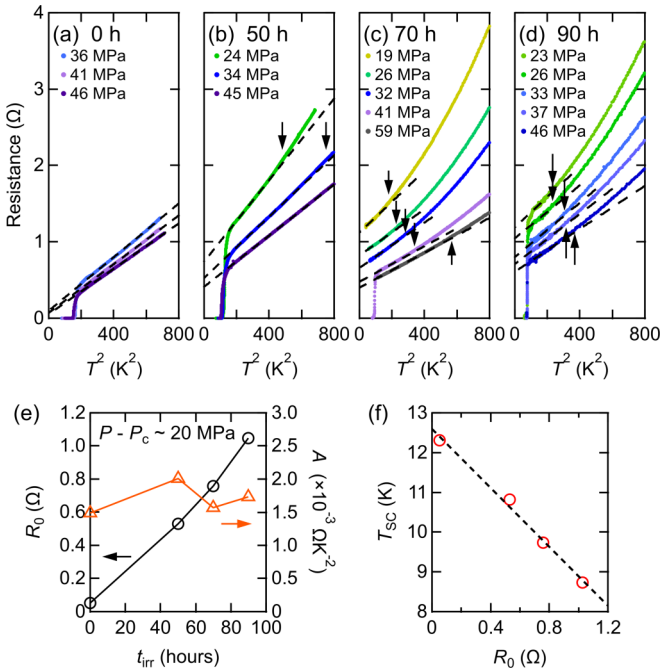 (a) 0 h
36 MPa
41 MPa
46 MPa
(b) 50 h
24 MPa
34 MPa
45 MPa
(c) 70 h
19 MPa
26 MPa
32 MPa
41 MPa
59 MPa
(d) 90 h
23 MPa
26 MPa
33 MPa
37 MPa
46 MPa
Resistance (Ω)
4
3
2
1
0
0 400 800
0 400 800
0 400 800
0 400 800
T² (K²)
T² (K²)
T² (K²)
T² (K²)
(e)
P - Pc ~ 20 MPa
R₀ (Ω)
1.2
1.0
0.8
0.6
0.4
0.2
0
A (×10⁻³ ΩK⁻²)
3.0
2.5
2.0
1.5
1.0
0.5
0
0 20 40 60 80 100
t_irr (hours)
(f)
T_SC (K)
13
12
11
10
9
8
0 0.4 0.8 1.2
R₀ (Ω)